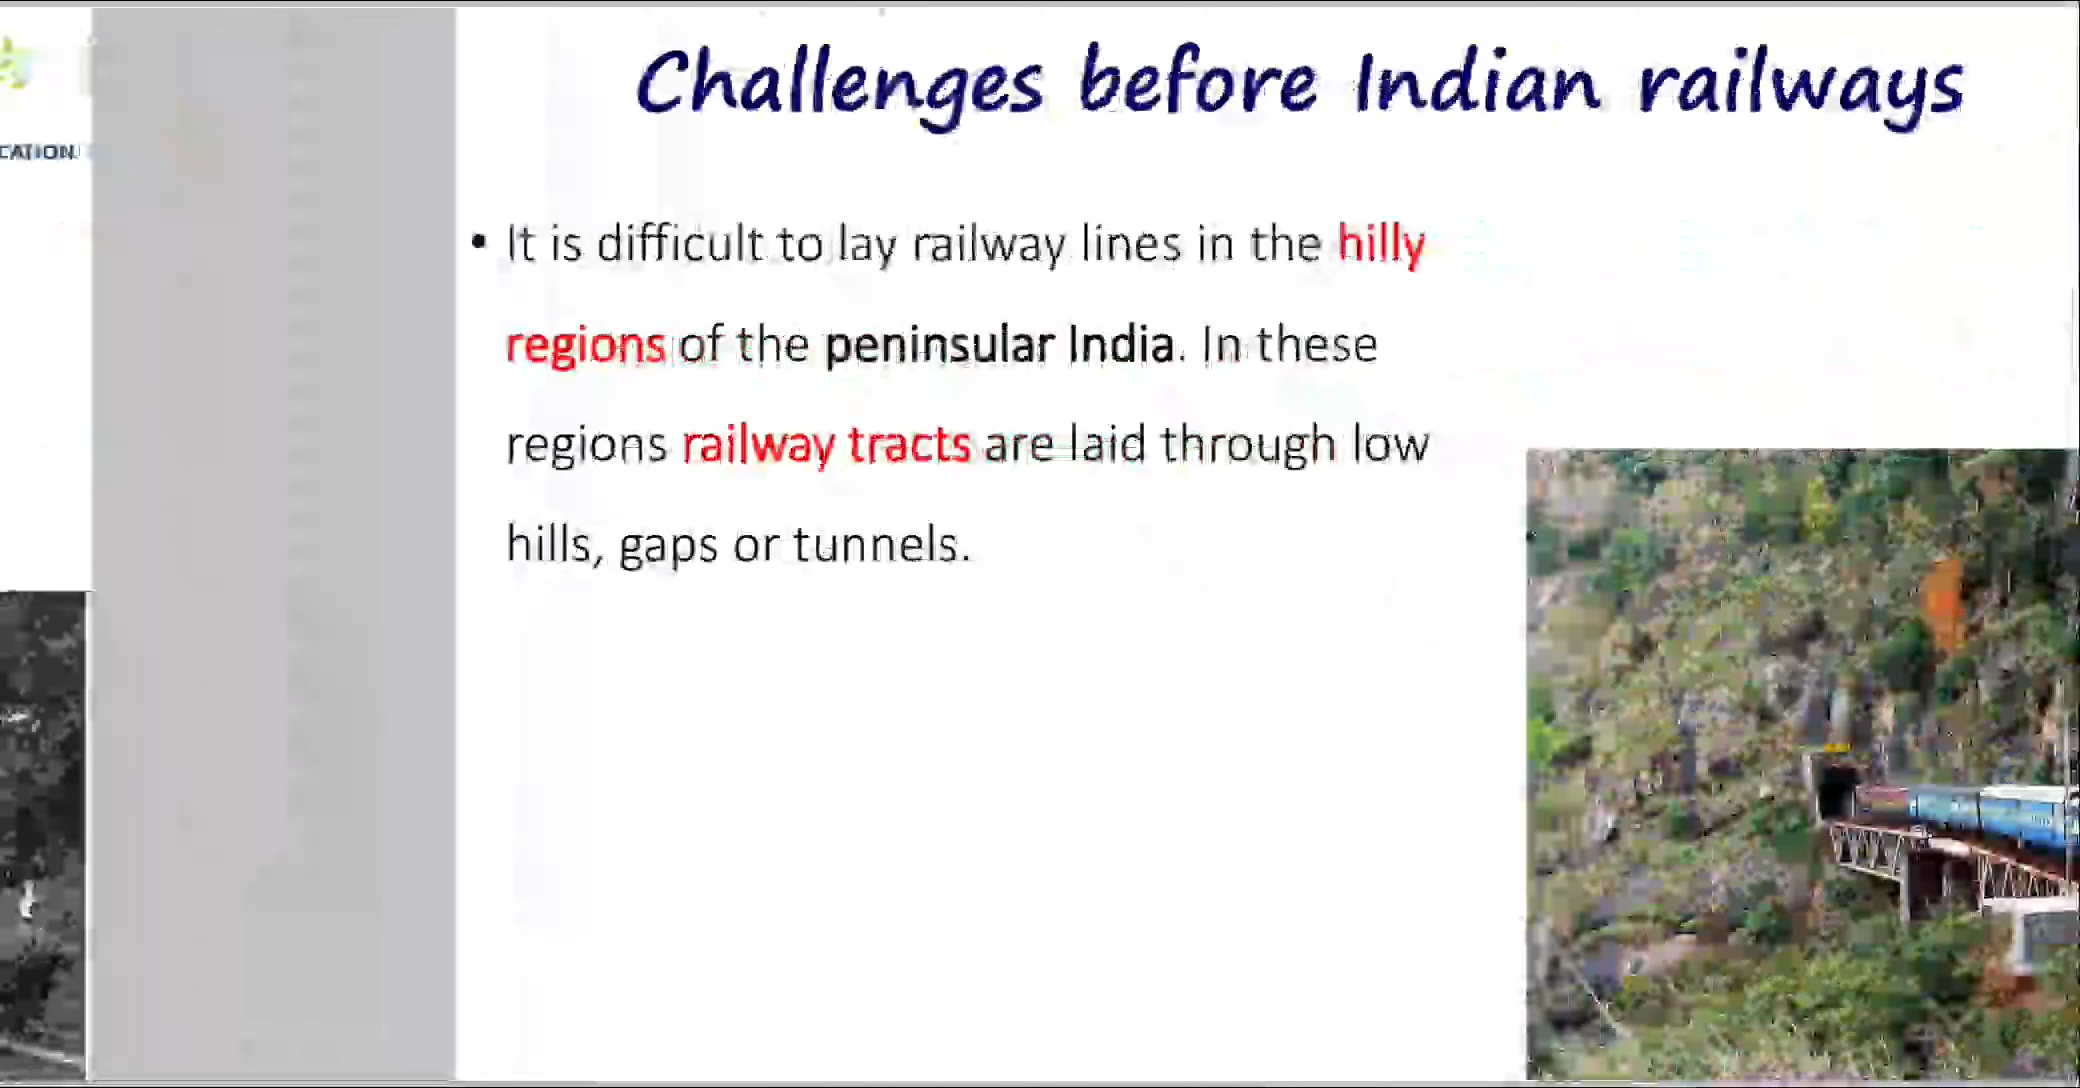 Challenges before Indian railways
CATION
• It is difficult to lay railway lines in the hilly
regions of the peninsular India. In these
regions railway tracts are laid through low
hills, gaps or tunnels.